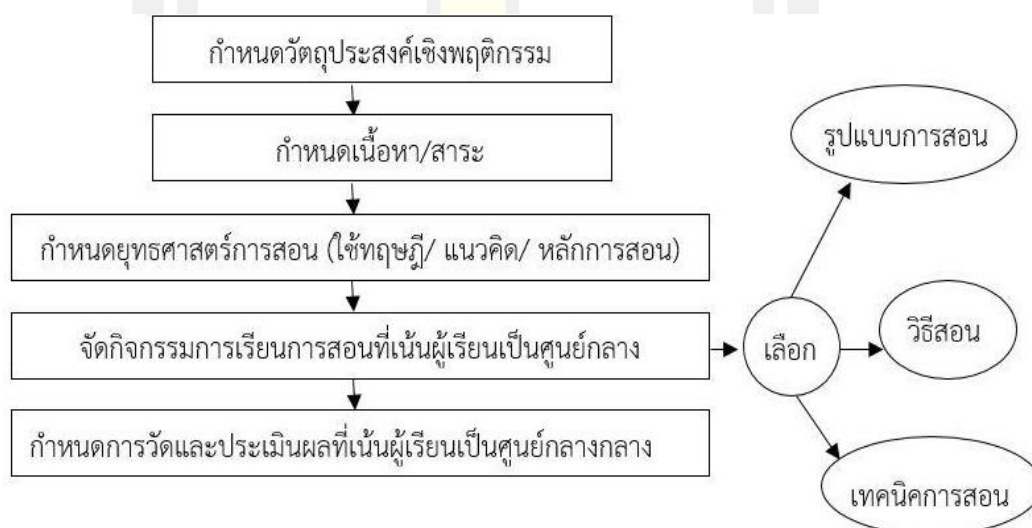 กำหนดวัตถุประสงค์เชิงพฤติกรรม
กำหนดเนื้อหา/สาระ
กำหนดยุทธศาสตร์การสอน (ใช้ทฤษฎี/ แนวคิด/ หลักการสอน)
จัดกิจกรรมการเรียนการสอนที่เน้นผู้เรียนเป็นศูนย์กลาง
กำหนดการวัดและประเมินผลที่เน้นผู้เรียนเป็นศูนย์กลางกลาง
เลือก
รูปแบบการสอน
วิธีสอน
เทคนิคการสอน